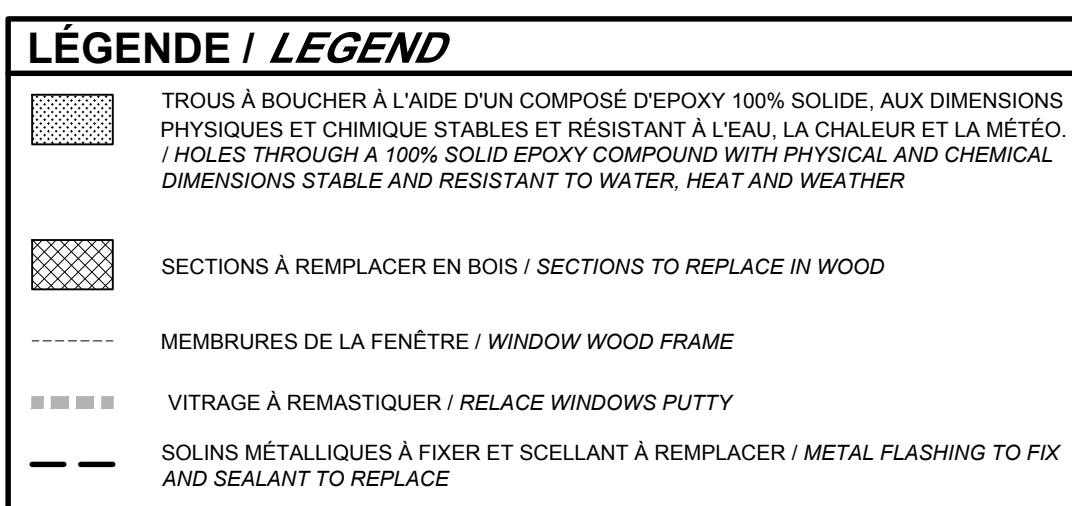 LÉGENDE / LEGEND
TROUS À BOUCHER À L'AIDE D'UN COMPOSÉ D'EPOXY 100% SOLIDE, AUX DIMENSIONS
PHYSIQUES ET CHIMIQUE STABLES ET RÉSISTANT À L'EAU, LA CHALEUR ET LA MÉTÉO.
/ HOLES THROUGH A 100% SOLID EPOXY COMPOUND WITH PHYSICAL AND CHEMICAL
DIMENSIONS STABLE AND RESISTANT TO WATER, HEAT AND WEATHER
SECTIONS À REMPLACER EN BOIS / SECTIONS TO REPLACE IN WOOD
MEMBRURES DE LA FENÊTRE / WINDOW WOOD FRAME
VITRAGE À REMASTIQUER / RELACE WINDOWS PUTTY
SOLINS MÉTALLIQUES À FIXER ET SCELLANT À REMPLACER / METAL FLASHING TO FIX
AND SEALANT TO REPLACE